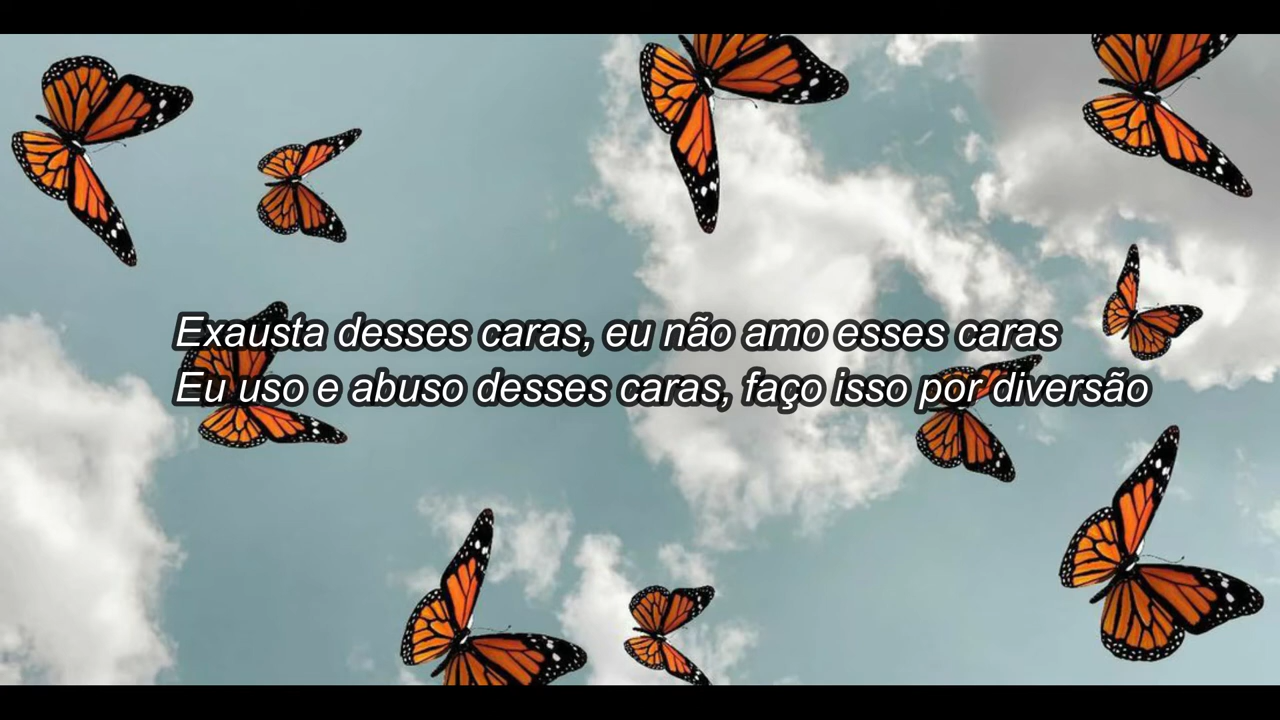 Exausta desses caras, eu não amo esses caras
Eu uso e abuso desses caras, faço isso por diversão